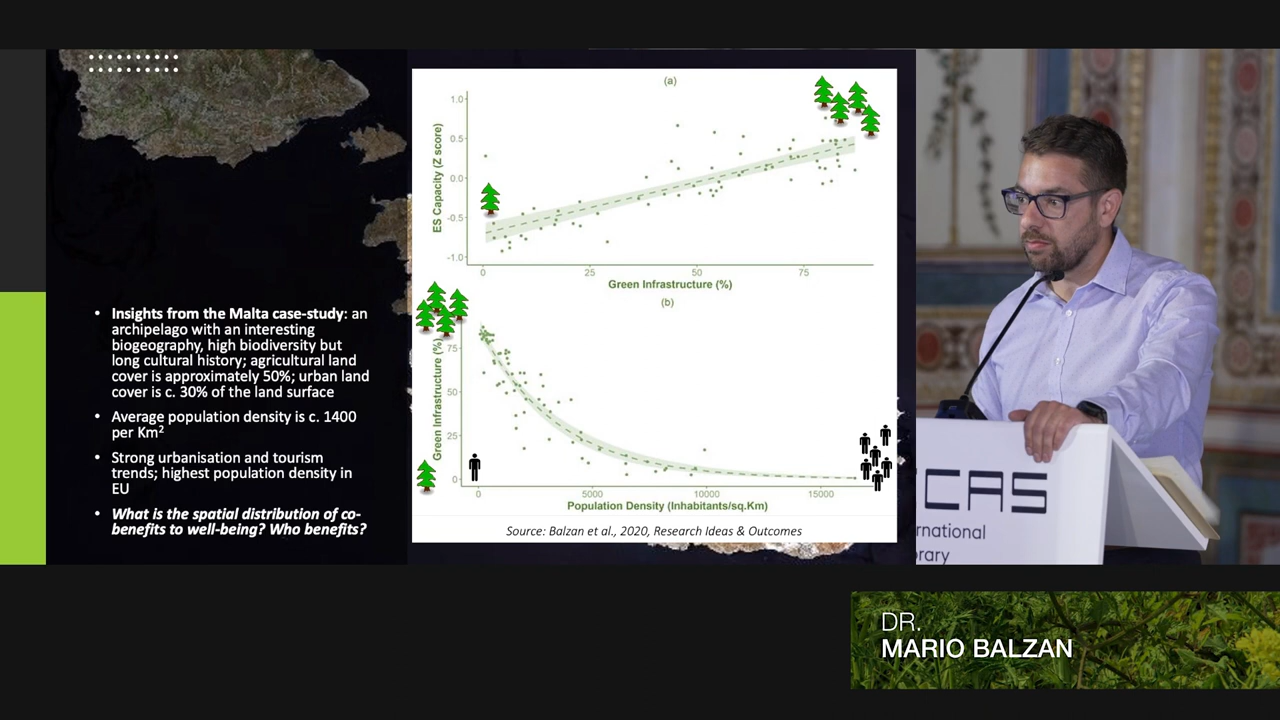 • Insights from the Malta case-study: an
archipelago with an interesting
biogeography, high biodiversity but
long cultural history; agricultural land
cover is approximately 50%; urban land
cover is c. 30% of the land surface
• Average population density is c. 1400
per Km²
• Strong urbanisation and tourism
trends; highest population density in
EU
• What is the spatial distribution of co-
benefits to well-being? Who benefits?
(a)
ES Capacity (Z score)
1.0
0.5
0.0
-0.5
-1.0
0 25 50 75
Green Infrastructure (%)
(b)
Green Infrastructure (%)
75
50
25
0
0 5000 10000 15000
Population Density (Inhabitants/sq.Km)
Source: Balzan et al., 2020, Research Ideas & Outcomes
CAS
rnational
rary
DR.
MARIO BALZAN